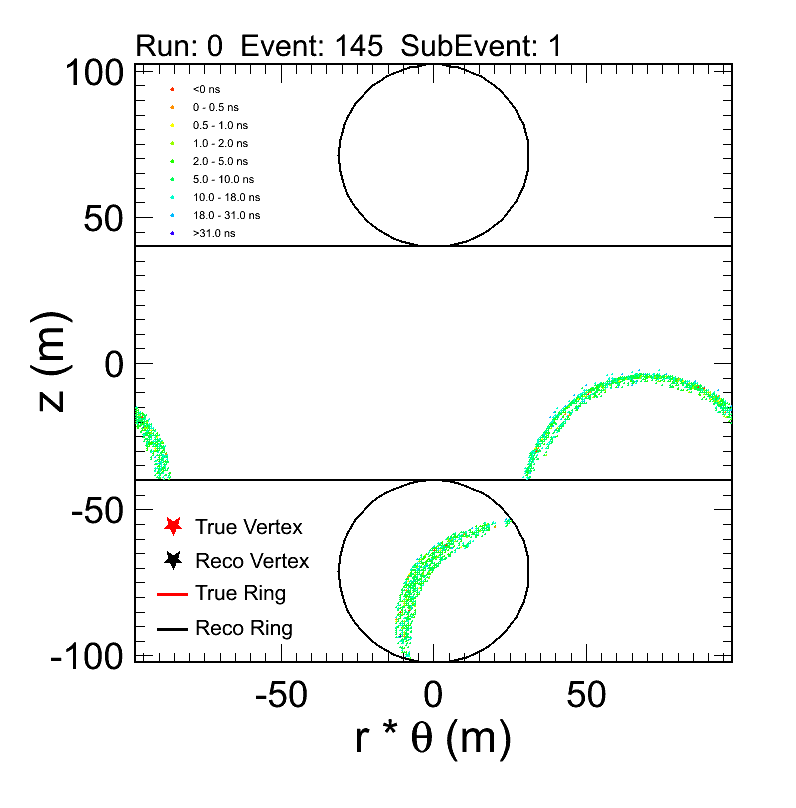 Run: 0 Event: 145 SubEvent: 1
100
<0 ns
0 - 0.5 ns
0.5 - 1.0 ns
1.0 - 2.0 ns
2.0 - 5.0 ns
5.0 - 10.0 ns
10.0 - 18.0 ns
18.0 - 31.0 ns
>31.0 ns
50
0
z (m)
-50
True Vertex
Reco Vertex
True Ring
Reco Ring
-100
-50 0 50
r * θ (m)